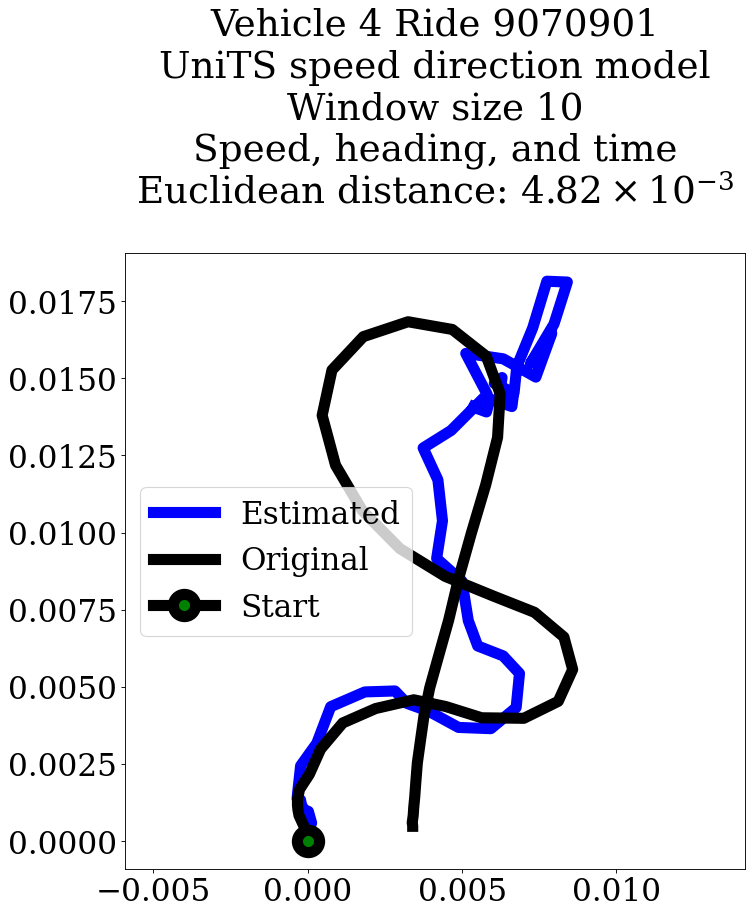 Vehicle 4 Ride 9070901
UniTS speed direction model
Window size 10
Speed, heading, and time
Euclidean distance: 4.82 × 10⁻³
0.0175
0.0150
0.0125
0.0100
0.0075
0.0050
0.0025
0.0000
Estimated
Original
Start
−0.005 0.000 0.005 0.010